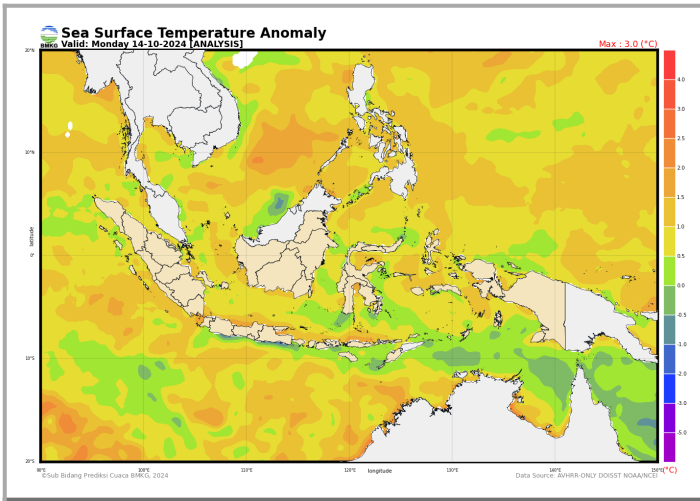 Sea Surface Temperature Anomaly
BMKG
Valid: Monday 14-10-2024 [ANALYSIS]
Max : 3.0 (°C)
20°N
10°N
0°
10°S
20°S
latitude
90°E
100°E
110°E
120°E
130°E
140°E
150°E
longitude
4.0
3.0
2.5
2.0
1.5
1.0
0.5
0.0
-0.5
-1.0
-2.0
-3.0
-5.0
(°C)
©Sub Bidang Prediksi Cuaca BMKG, 2024
Data Source: AVHRR-ONLY DOISST NOAA/NCEI